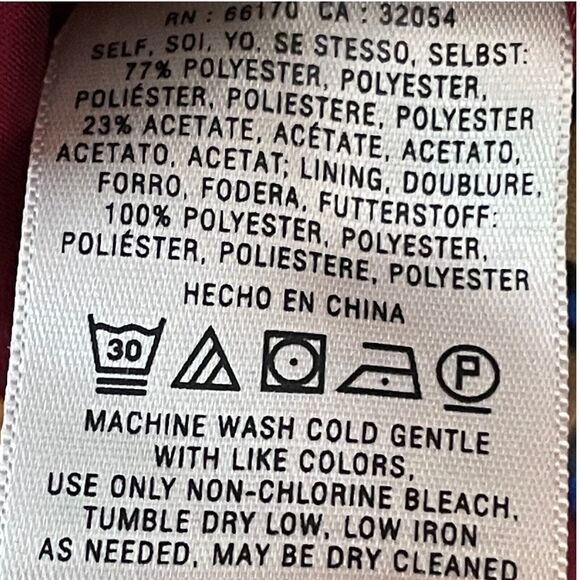 RN : 66170 CA : 32054
SELF, SOI, YO, SE STESSO, SELBST:
77% POLYESTER, POLYESTER,
POLIÉSTER, POLIESTERE, POLYESTER
23% ACETATE, ACÉTATE, ACETATO,
ACETATO, ACETAT; LINING, DOUBLURE,
FORRO, FODERA, FUTTERSTOFF:
100% POLYESTER, POLYESTER,
POLIÉSTER, POLIESTERE, POLYESTER
HECHO EN CHINA
30 P
MACHINE WASH COLD GENTLE
WITH LIKE COLORS,
USE ONLY NON-CHLORINE BLEACH,
TUMBLE DRY LOW, LOW IRON
AS NEEDED, MAY BE DRY CLEANED